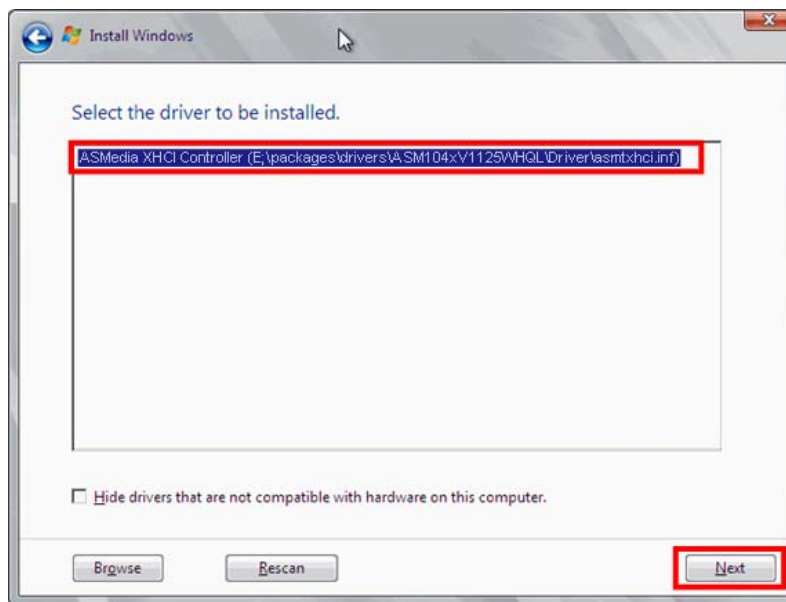 Install Windows
Select the driver to be installed.
ASMedia XHCI Controller (E;\packages\drivers\ASM104xV1125WHQL\Driver\asmtxhci.inf)
Hide drivers that are not compatible with hardware on this computer.
Browse
Rescan
Next